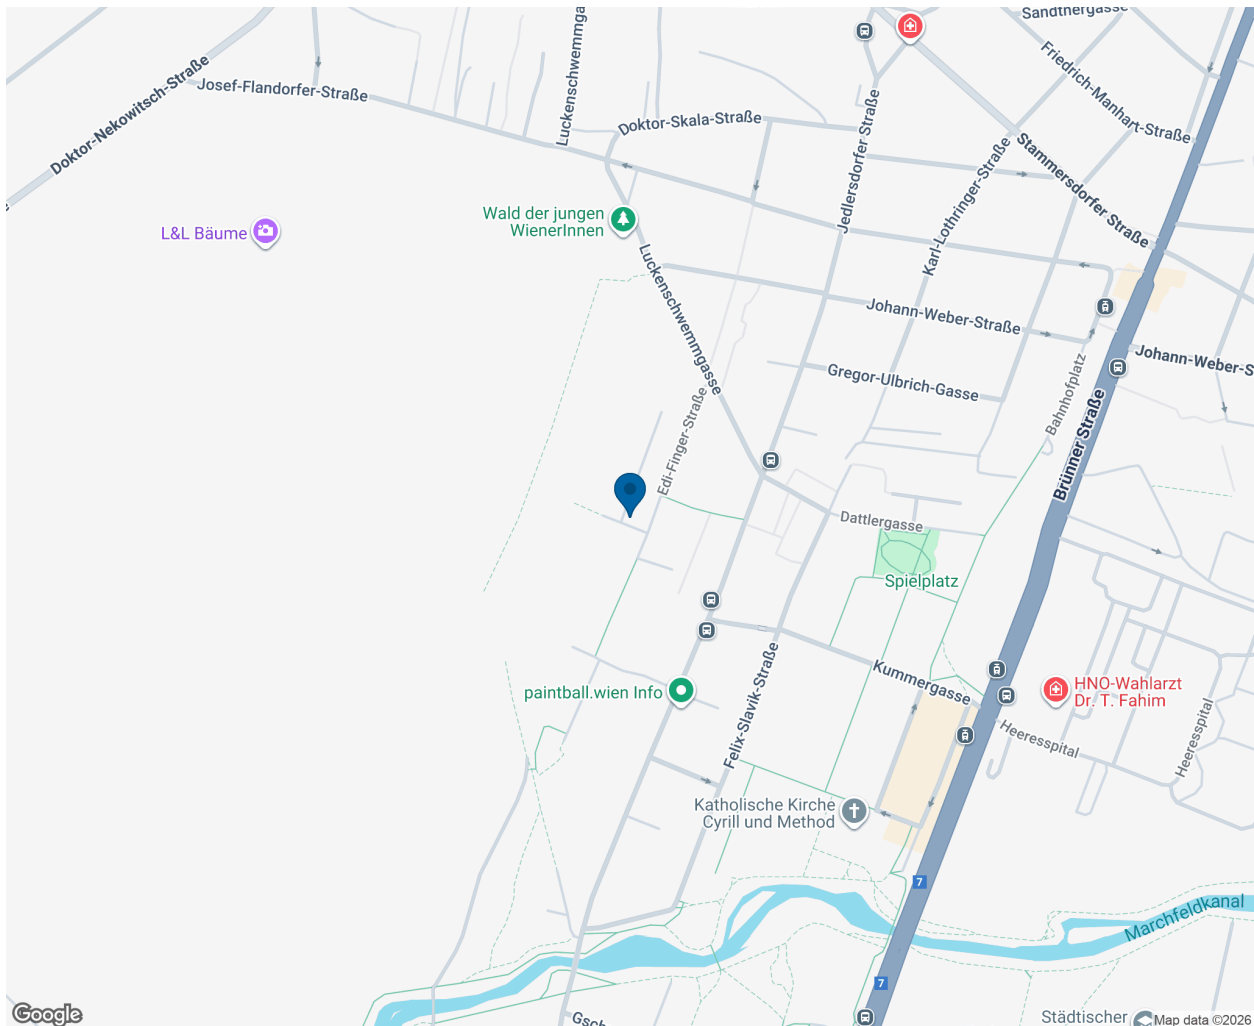 Sandtnergasse
Friedrich-Manhart-Straße
Doktor-Nekowitsch-Straße
Josef-Flandorfer-Straße
Luckenschwemmga
Doktor-Skala-Straße
Jedlersdorfer Straße
Stammersdorfer Straße
Karl-Lothringer-Straße
L&L Bäume
Wald der jungen
WienerInnen
Luckenschwemmgasse
Johann-Weber-Straße
Johann-Weber-S
Gregor-Ulbrich-Gasse
Bahnhofplatz
Brünner Straße
Edi-Finger-Straße
Dattlergasse
Spielplatz
Kummergasse
Felix-Slavik-Straße
paintball.wien Info
HNO-Wahlarzt
Dr. T. Fahim
Heeresspital
Heeresspital
Katholische Kirche
Cyrill und Method
7
Marchfeldkanal
7
Google
Gsch
Städtischer
Map data ©2026